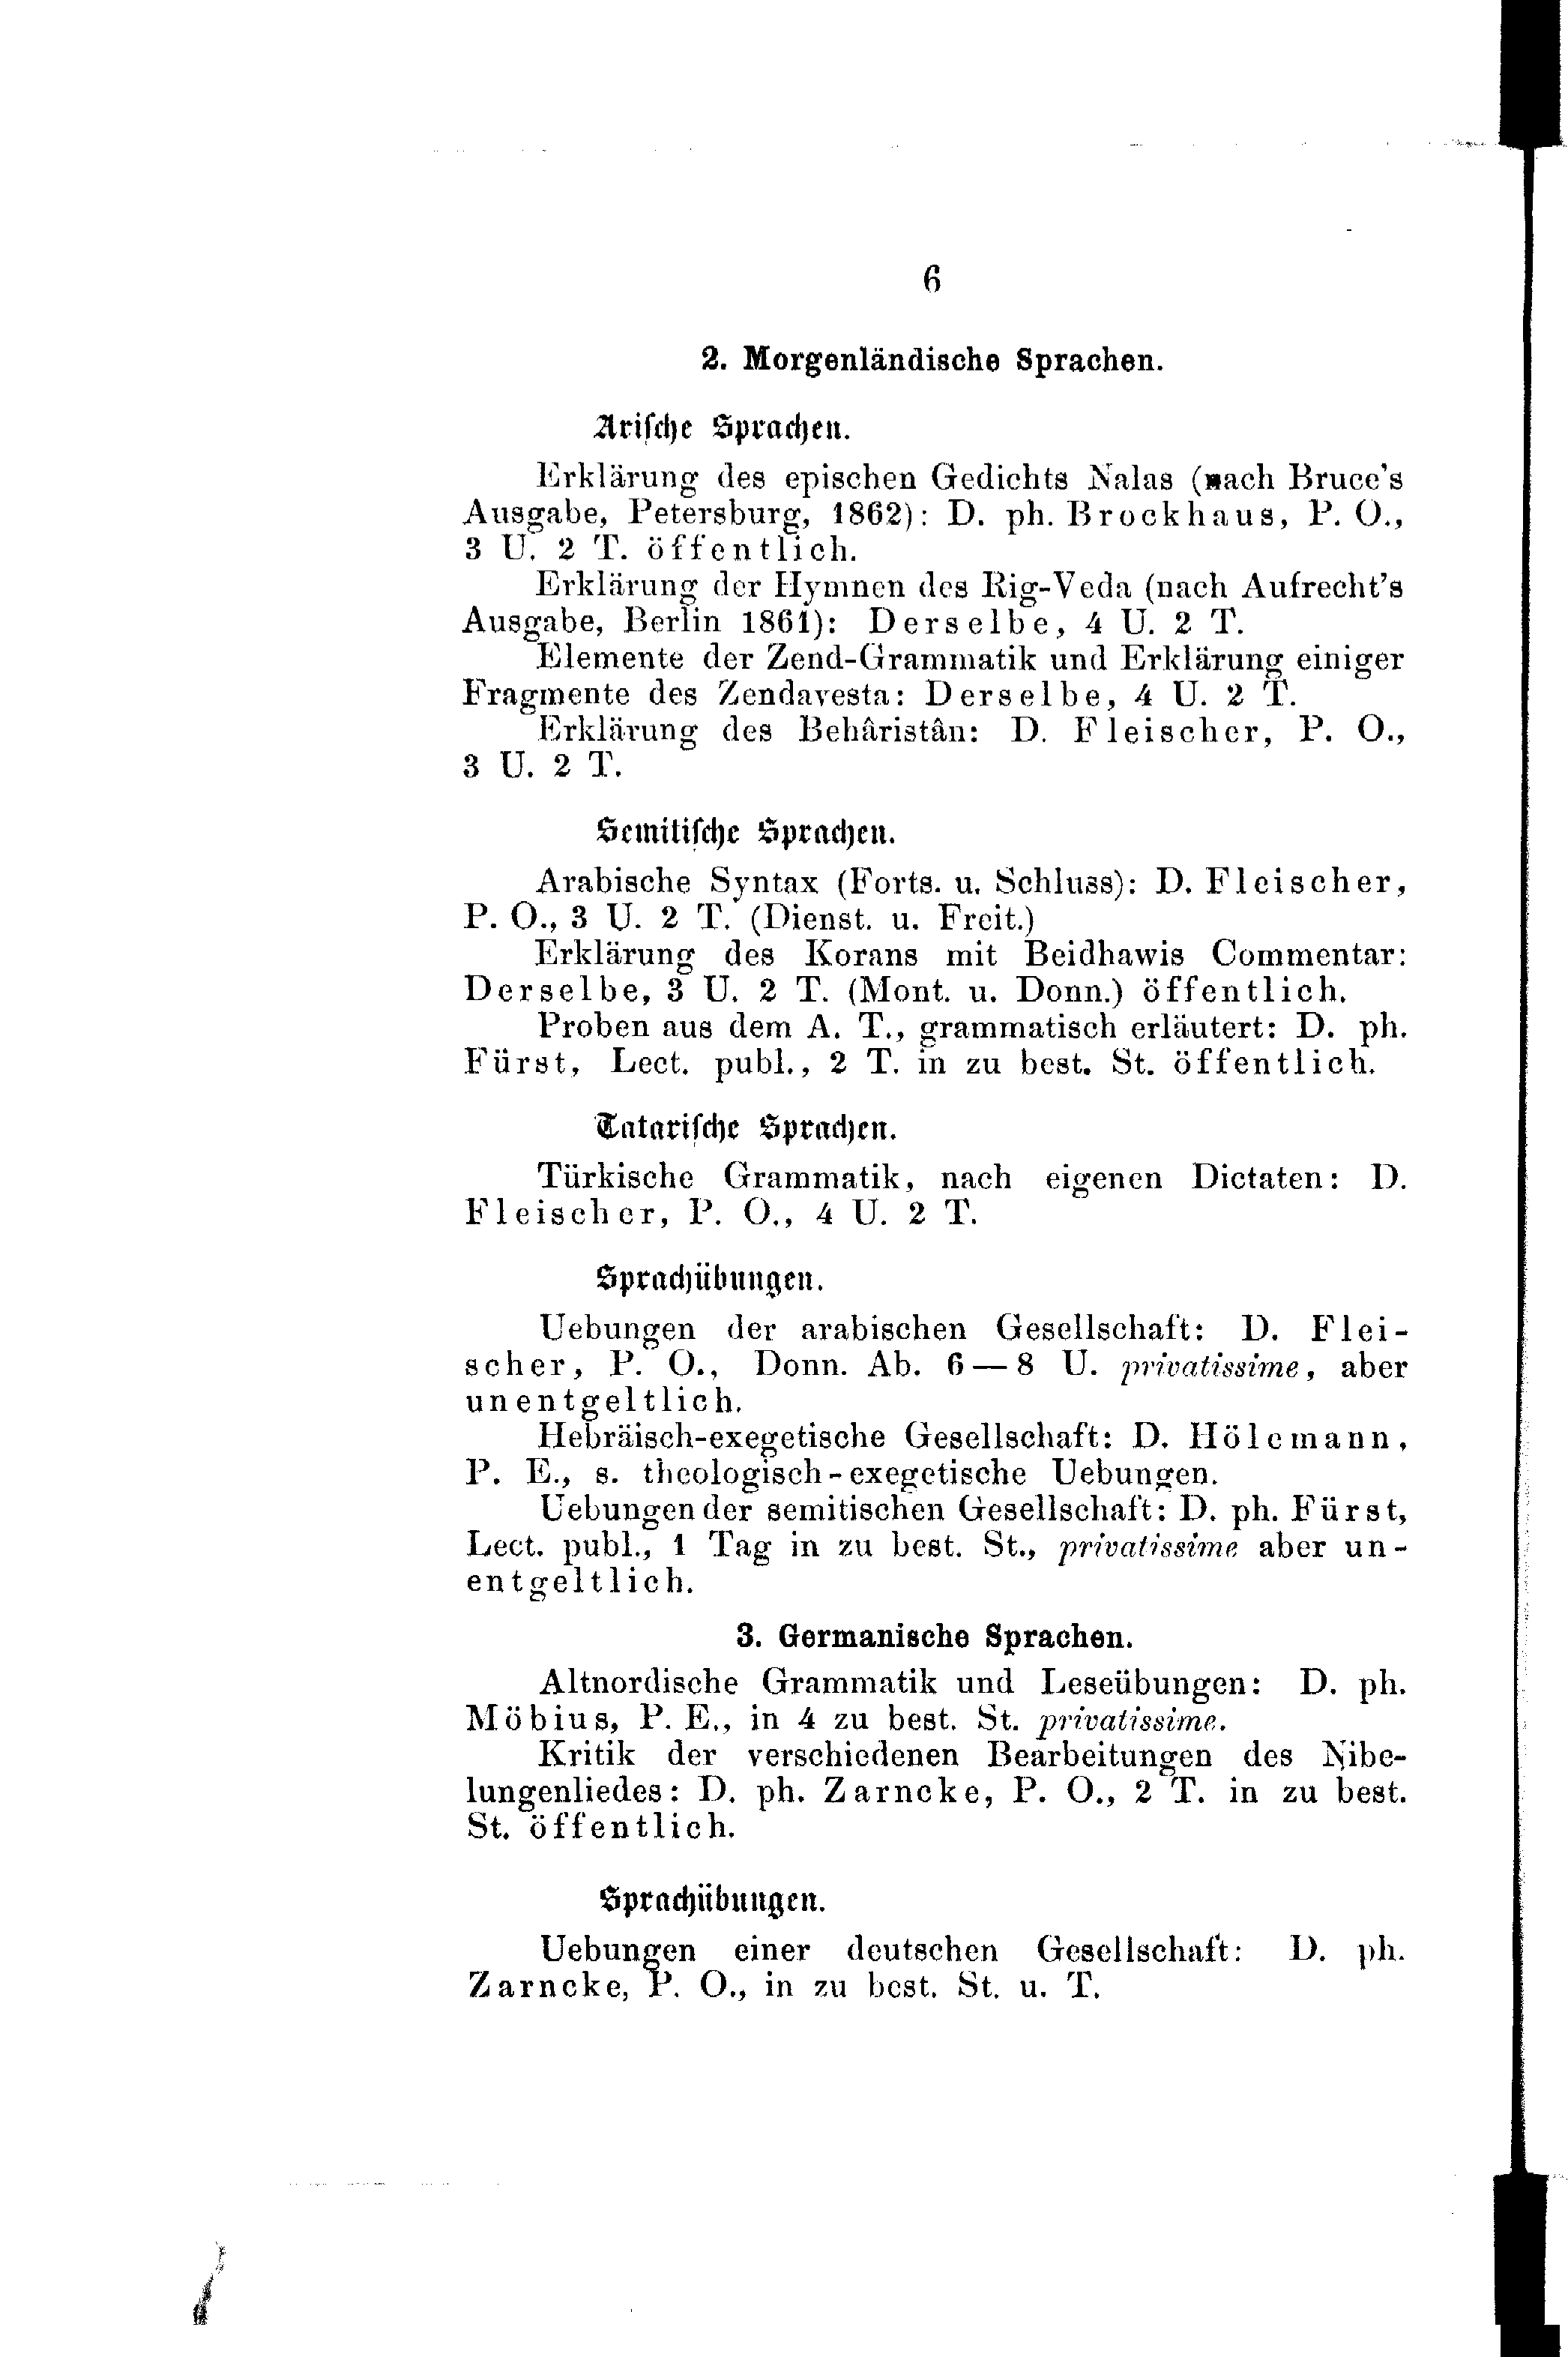 6
2. Morgenländische Sprachen.
Arische Sprachen.
Erklärung des epischen Gedichts Nalas (nach Bruce's
Ausgabe, Petersburg, 1862): D. ph. Brockhaus, P. O.,
3 U. 2 T. öffentlich.
Erklärung der Hymnen des Rig-Veda (nach Aufrecht's
Ausgabe, Berlin 1861): Derselbe, 4 U. 2 T.
Elemente der Zend-Grammatik und Erklärung einiger
Fragmente des Zendavesta: Derselbe, 4 U. 2 T.
Erklärung des Behâristân: D. Fleischer, P. O.,
3 U. 2 T.
Semitische Sprachen.
Arabische Syntax (Forts. u. Schluss): D. Fleischer,
P. O., 3 U. 2 T. (Dienst. u. Freit.)
Erklärung des Korans mit Beidhawis Commentar:
Derselbe, 3 U. 2 T. (Mont. u. Donn.) öffentlich.
Proben aus dem A. T., grammatisch erläutert: D. ph.
Fürst, Lect. publ., 2 T. in zu best. St. öffentlich.
Tatarische Sprachen.
Türkische Grammatik, nach eigenen Dictaten: D.
Fleischer, P. O., 4 U. 2 T.
Sprachübungen.
Uebungen der arabischen Gesellschaft: D. Flei-
scher, P. O., Donn. Ab. 6—8 U. privatissime, aber
unentgeltlich.
Hebräisch-exegetische Gesellschaft: D. Hölemann,
P. E., s. theologisch-exegetische Uebungen.
Uebungen der semitischen Gesellschaft: D. ph. Fürst,
Lect. publ., 1 Tag in zu best. St., privatissime aber un-
entgeltlich.
3. Germanische Sprachen.
Altnordische Grammatik und Leseübungen: D. ph.
Möbius, P. E., in 4 zu best. St. privatissime.
Kritik der verschiedenen Bearbeitungen des Nibe-
lungenliedes: D. ph. Zarncke, P. O., 2 T. in zu best.
St. öffentlich.
Sprachübungen.
Uebungen einer deutschen Gesellschaft: D. ph.
Zarncke, P. O., in zu best. St. u. T.